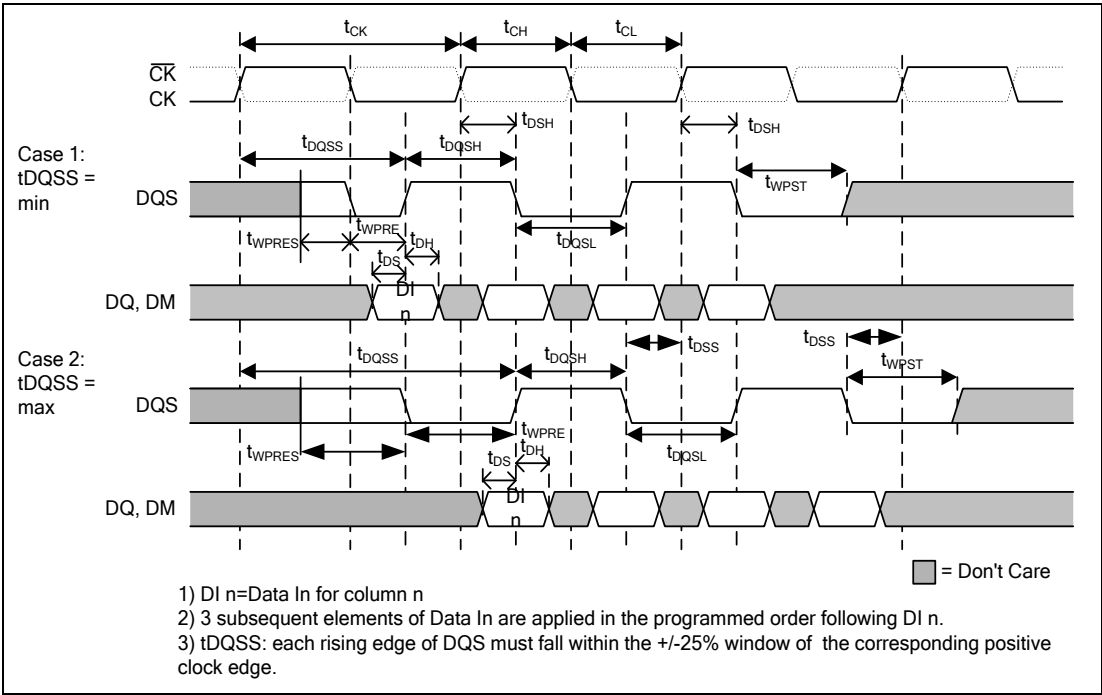 tCK
tCH
tCL
CK
CK
tDSH
tDSH
Case 1:
tDQSS =
min
tDQSS
tDQSH
tWPST
DQS
tWPRES
tWPRE
tDH
tDQSL
tDS
DI
n
DQ, DM
Case 2:
tDQSS =
max
tDQSS
tDQSH
tDSS
tDSS
tWPST
DQS
tWPRES
tWPRE
tDH
tDS
tDQSL
DI
n
DQ, DM
= Don't Care
1) DI n=Data In for column n
2) 3 subsequent elements of Data In are applied in the programmed order following DI n.
3) tDQSS: each rising edge of DQS must fall within the +/-25% window of the corresponding positive
clock edge.